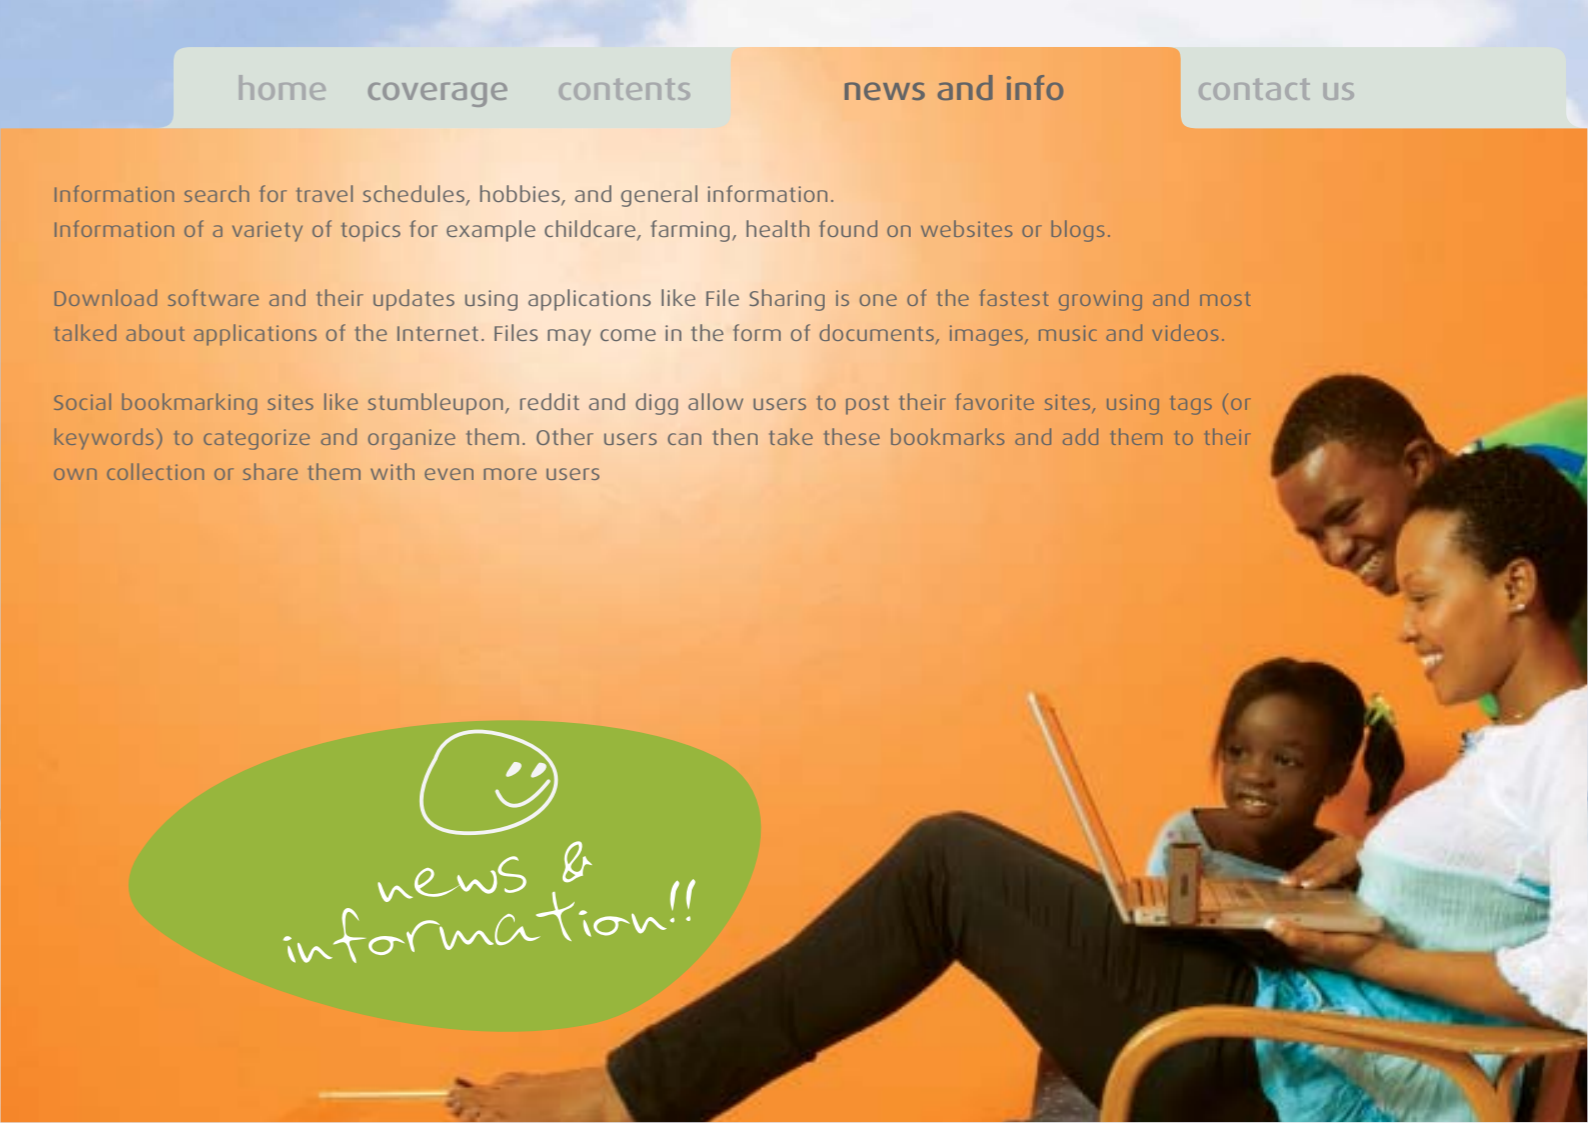 home coverage contents news and info contact us
Information search for travel schedules, hobbies, and general information.
Information of a variety of topics for example childcare, farming, health found on websites or blogs.
Download software and their updates using applications like File Sharing is one of the fastest growing and most
talked about applications of the Internet. Files may come in the form of documents, images, music and videos.
Social bookmarking sites like stumbleupon, reddit and digg allow users to post their favorite sites, using tags (or
keywords) to categorize and organize them. Other users can then take these bookmarks and add them to their
own collection or share them with even more users
news &
information!!